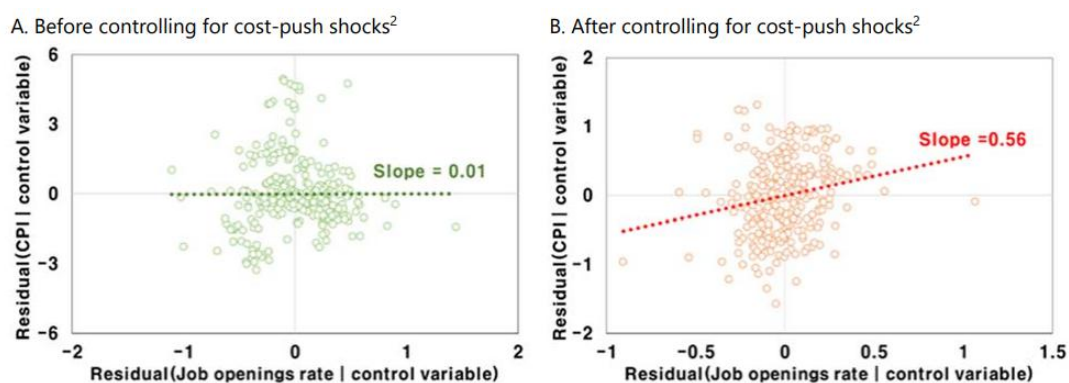 A. Before controlling for cost-push shocks²
B. After controlling for cost-push shocks²
Residual(CPI | control variable)
6
3
0
−3
−6
Slope = 0.01
−2
−1
0
1
2
Residual(Job openings rate | control variable)
Residual(CPI | control variable)
2
1
0
−1
−2
Slope =0.56
−1
−0.5
0
0.5
1
1.5
Residual(Job openings rate | control variable)